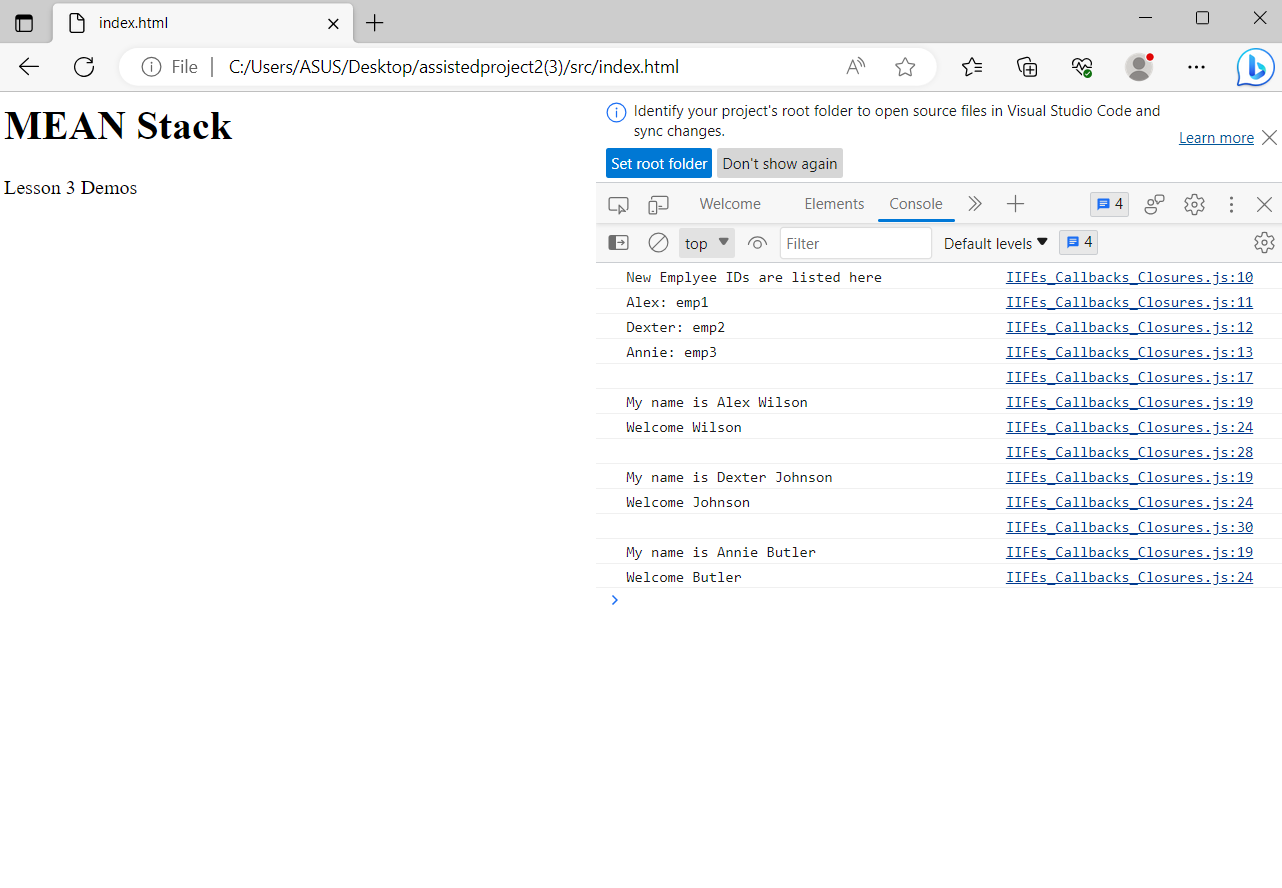 index.html
File | C:/Users/ASUS/Desktop/assistedproject2(3)/src/index.html
MEAN Stack
Lesson 3 Demos
Identify your project's root folder to open source files in Visual Studio Code and
sync changes.
Learn more
Set root folder Don't show again
Welcome Elements Console 4
top Filter Default levels 4
New Emplyee IDs are listed here IIFEs_Callbacks_Closures.js:10
Alex: emp1 IIFEs_Callbacks_Closures.js:11
Dexter: emp2 IIFEs_Callbacks_Closures.js:12
Annie: emp3 IIFEs_Callbacks_Closures.js:13
IIFEs_Callbacks_Closures.js:17
My name is Alex Wilson IIFEs_Callbacks_Closures.js:19
Welcome Wilson IIFEs_Callbacks_Closures.js:24
IIFEs_Callbacks_Closures.js:28
My name is Dexter Johnson IIFEs_Callbacks_Closures.js:19
Welcome Johnson IIFEs_Callbacks_Closures.js:24
IIFEs_Callbacks_Closures.js:30
My name is Annie Butler IIFEs_Callbacks_Closures.js:19
Welcome Butler IIFEs_Callbacks_Closures.js:24